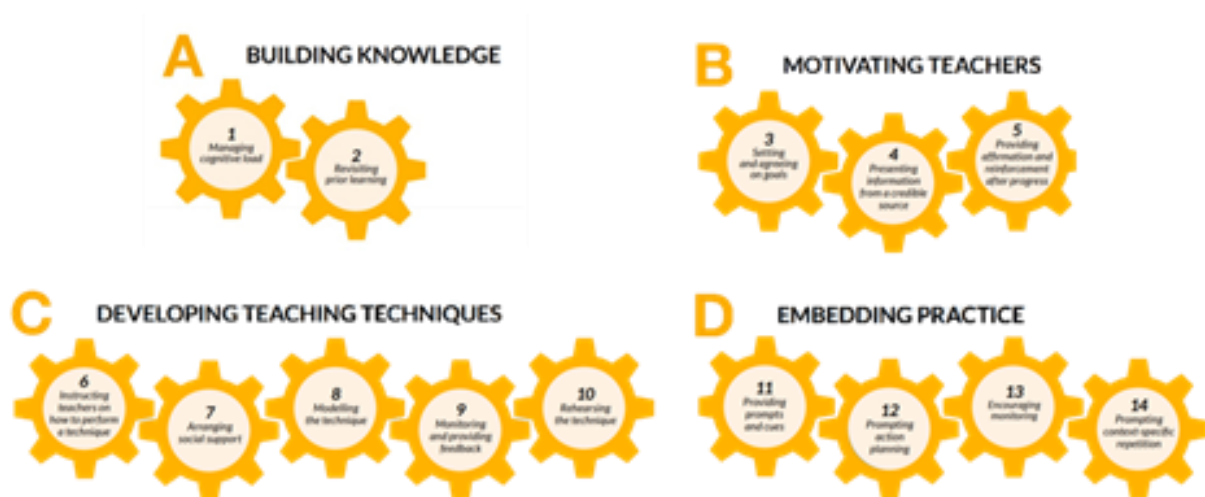 A BUILDING KNOWLEDGE
1
Managing
cognitive load
2
Revisiting
prior learning
B MOTIVATING TEACHERS
3
Setting
and agreeing
on goals
4
Presenting
information
from a credible
source
5
Providing
affirmation and
reinforcement
after progress
C DEVELOPING TEACHING TECHNIQUES
6
Instructing
teachers on
how to perform
a technique
7
Arranging
social support
8
Modelling
the technique
9
Monitoring
and providing
feedback
10
Rehearsing
the technique
D EMBEDDING PRACTICE
11
Providing
prompts
and cues
12
Prompting
action
planning
13
Encouraging
monitoring
14
Prompting
context-specific
repetition